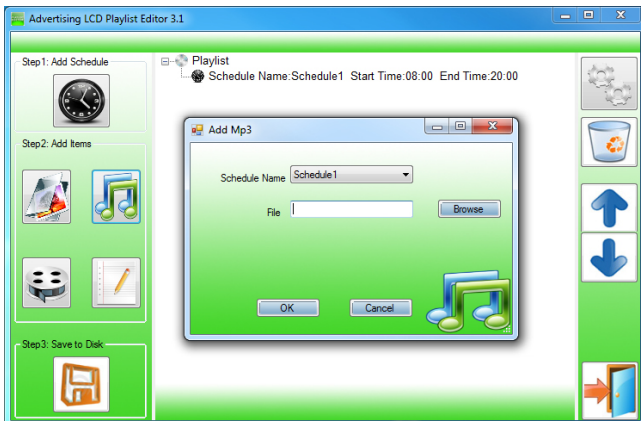 Advertising LCD Playlist Editor 3.1
Step1: Add Schedule
Playlist
Schedule Name:Schedule1 Start Time:08:00 End Time:20:00
Step2: Add Items
Add Mp3
Schedule Name Schedule1
File Browse
OK Cancel
Step3: Save to Disk